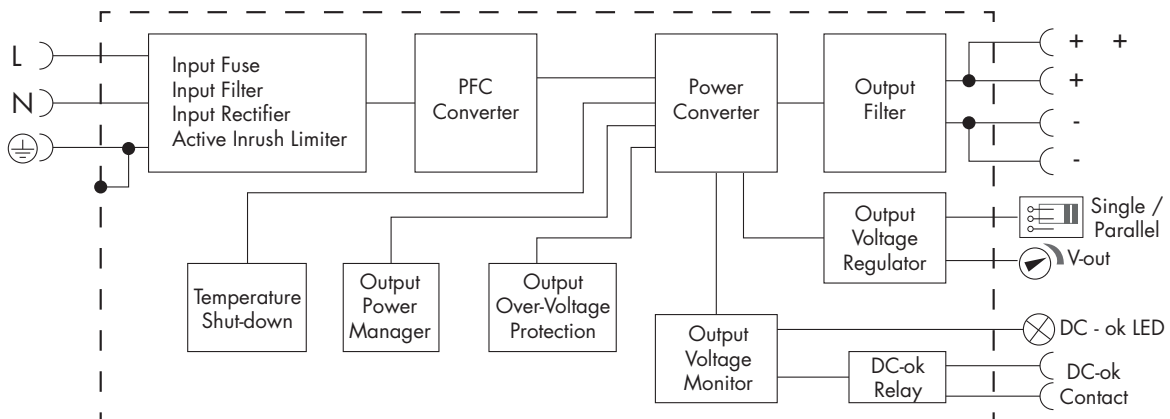 L
N
Input Fuse
Input Filter
Input Rectifier
Active Inrush Limiter
PFC
Converter
Power
Converter
Output
Filter
+ +
+
-
-
Output
Voltage
Regulator
Single /
Parallel
V-out
Temperature
Shut-down
Output
Power
Manager
Output
Over-Voltage
Protection
Output
Voltage
Monitor
DC - ok LED
DC-ok
Relay
DC-ok
Contact